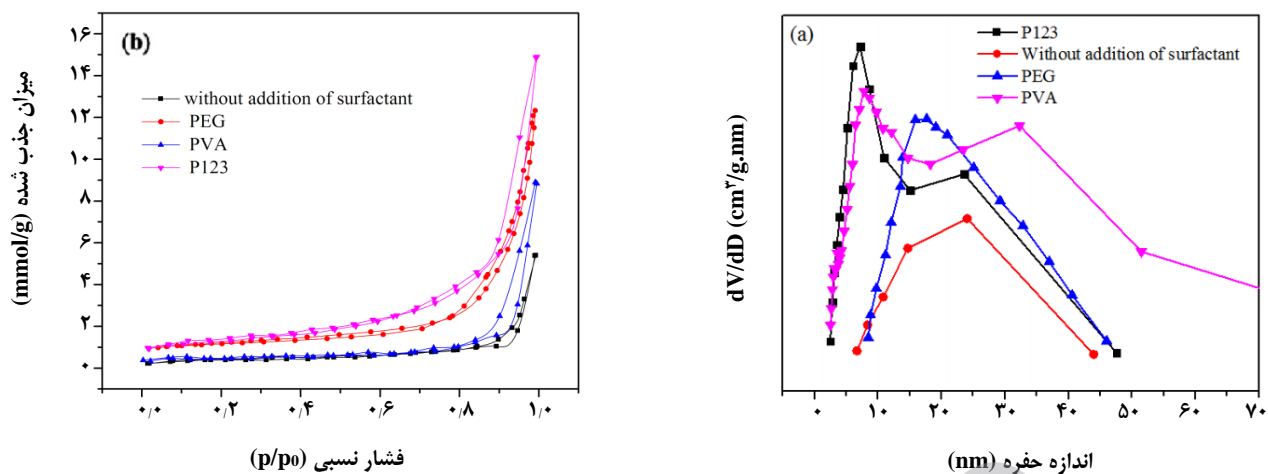 (b)
میزان جذب شده (mmol/g)
۱۶
۱۴
۱۲
۱۰
۸
۶
۴
۲
۰
without addition of surfactant
PEG
PVA
P123
۰٫۰ ۰٫۲ ۰٫۴ ۰٫۶ ۰٫۸ ۱٫۰
فشار نسبی (p/p0)
(a)
dV/dD (cm³/g.nm)
P123
Without addition of surfactant
PEG
PVA
۰ ۱۰ ۲۰ ۳۰ ۴۰ ۵۰ ۶۰ ۷۰
اندازه حفره (nm)